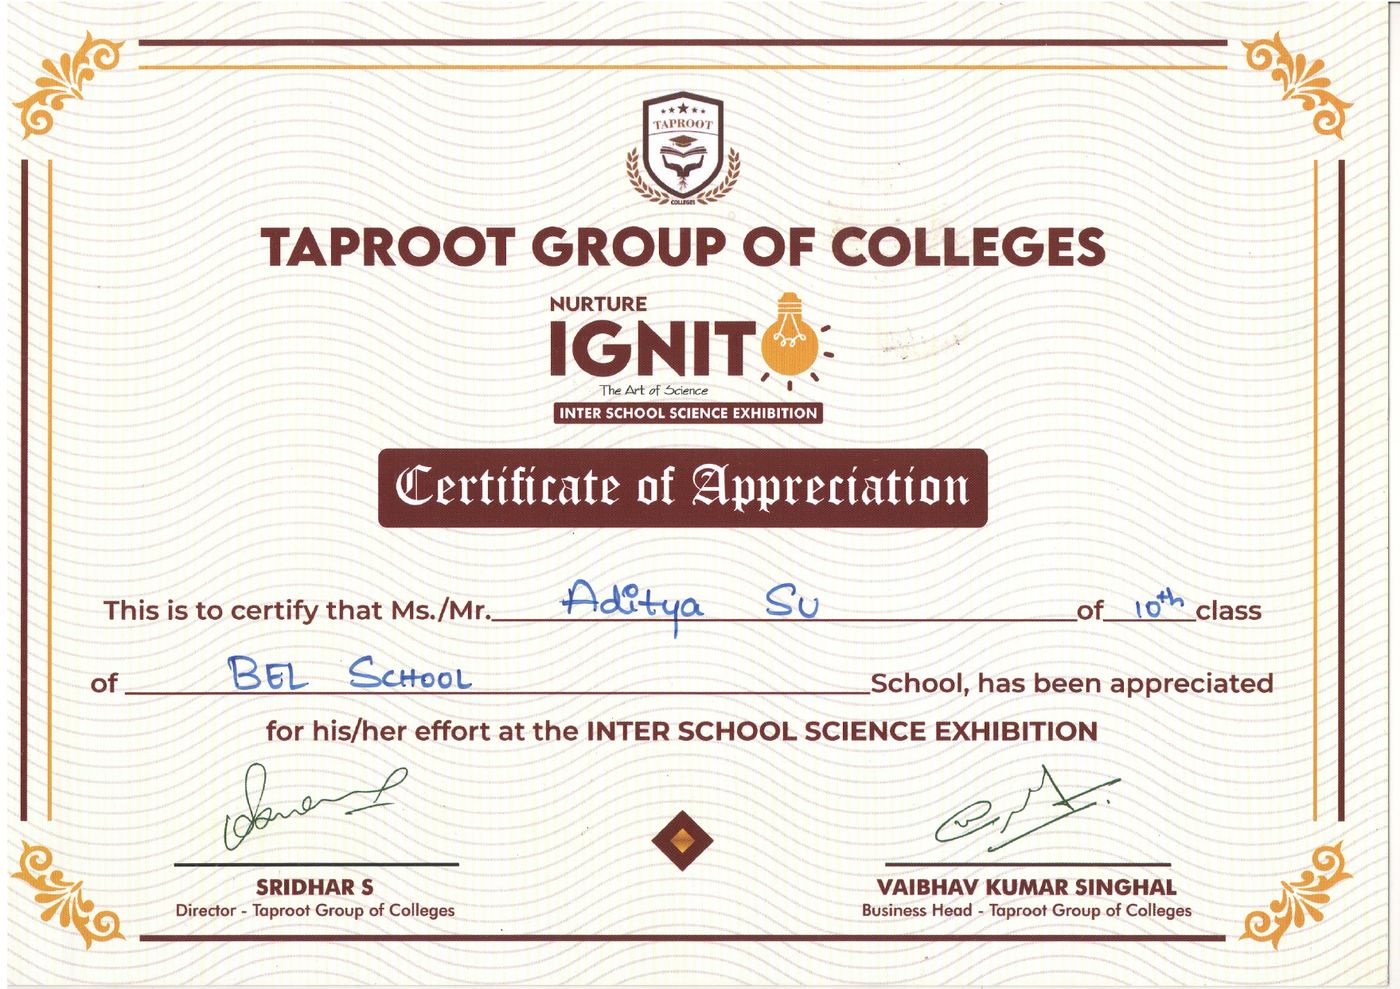 TAPROOT
COLLEGES
TAPROOT GROUP OF COLLEGES
NURTURE
IGNIT
The Art of Science
INTER SCHOOL SCIENCE EXHIBITION
Certificate of Appreciation
This is to certify that Ms./Mr. Aditya SU of 10th class
of BEL SCHOOL School, has been appreciated
for his/her effort at the INTER SCHOOL SCIENCE EXHIBITION
SRIDHAR S
Director - Taproot Group of Colleges
VAIBHAV KUMAR SINGHAL
Business Head - Taproot Group of Colleges